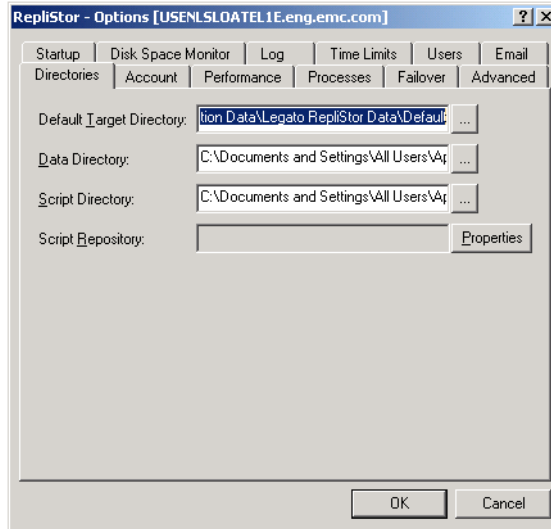 RepliStor - Options [USENLSLOATEL1E.eng.emc.com]
Startup Disk Space Monitor Log Time Limits Users Email
Directories Account Performance Processes Failover Advanced
Default Target Directory: tion Data\Legato RepliStor Data\Default ...
Data Directory: C:\Documents and Settings\All Users\Ap ...
Script Directory: C:\Documents and Settings\All Users\Ap ...
Script Repository: Properties
OK Cancel